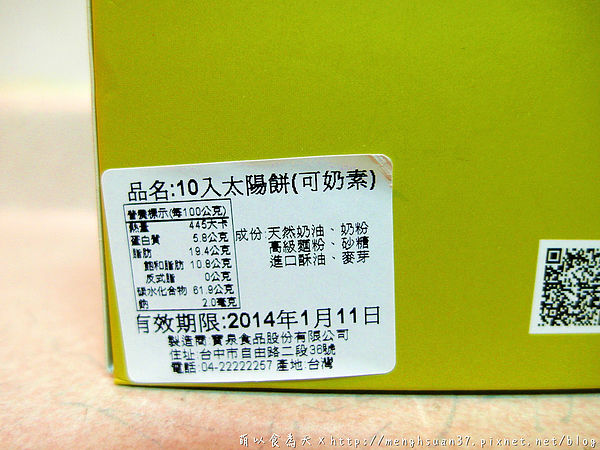 品名:10入太陽餅(可奶素)
營養標示(每100公克)
熱量 445大卡
蛋白質 5.8公克
脂肪 19.4公克
飽和脂肪 10.8公克
反式脂 0公克
碳水化合物 61.9公克
鈉 2.0毫克
成份:天然奶油、奶粉
高級麵粉、砂糖
進口酥油、麥芽
有效期限:2014年1月11日
製造商:寶泉食品股份有限公司
住址:台中市自由路二段36號
電話:04-22222257 產地:台灣
萌以食為天 x http://menghsuan37.pixnet.net/blog